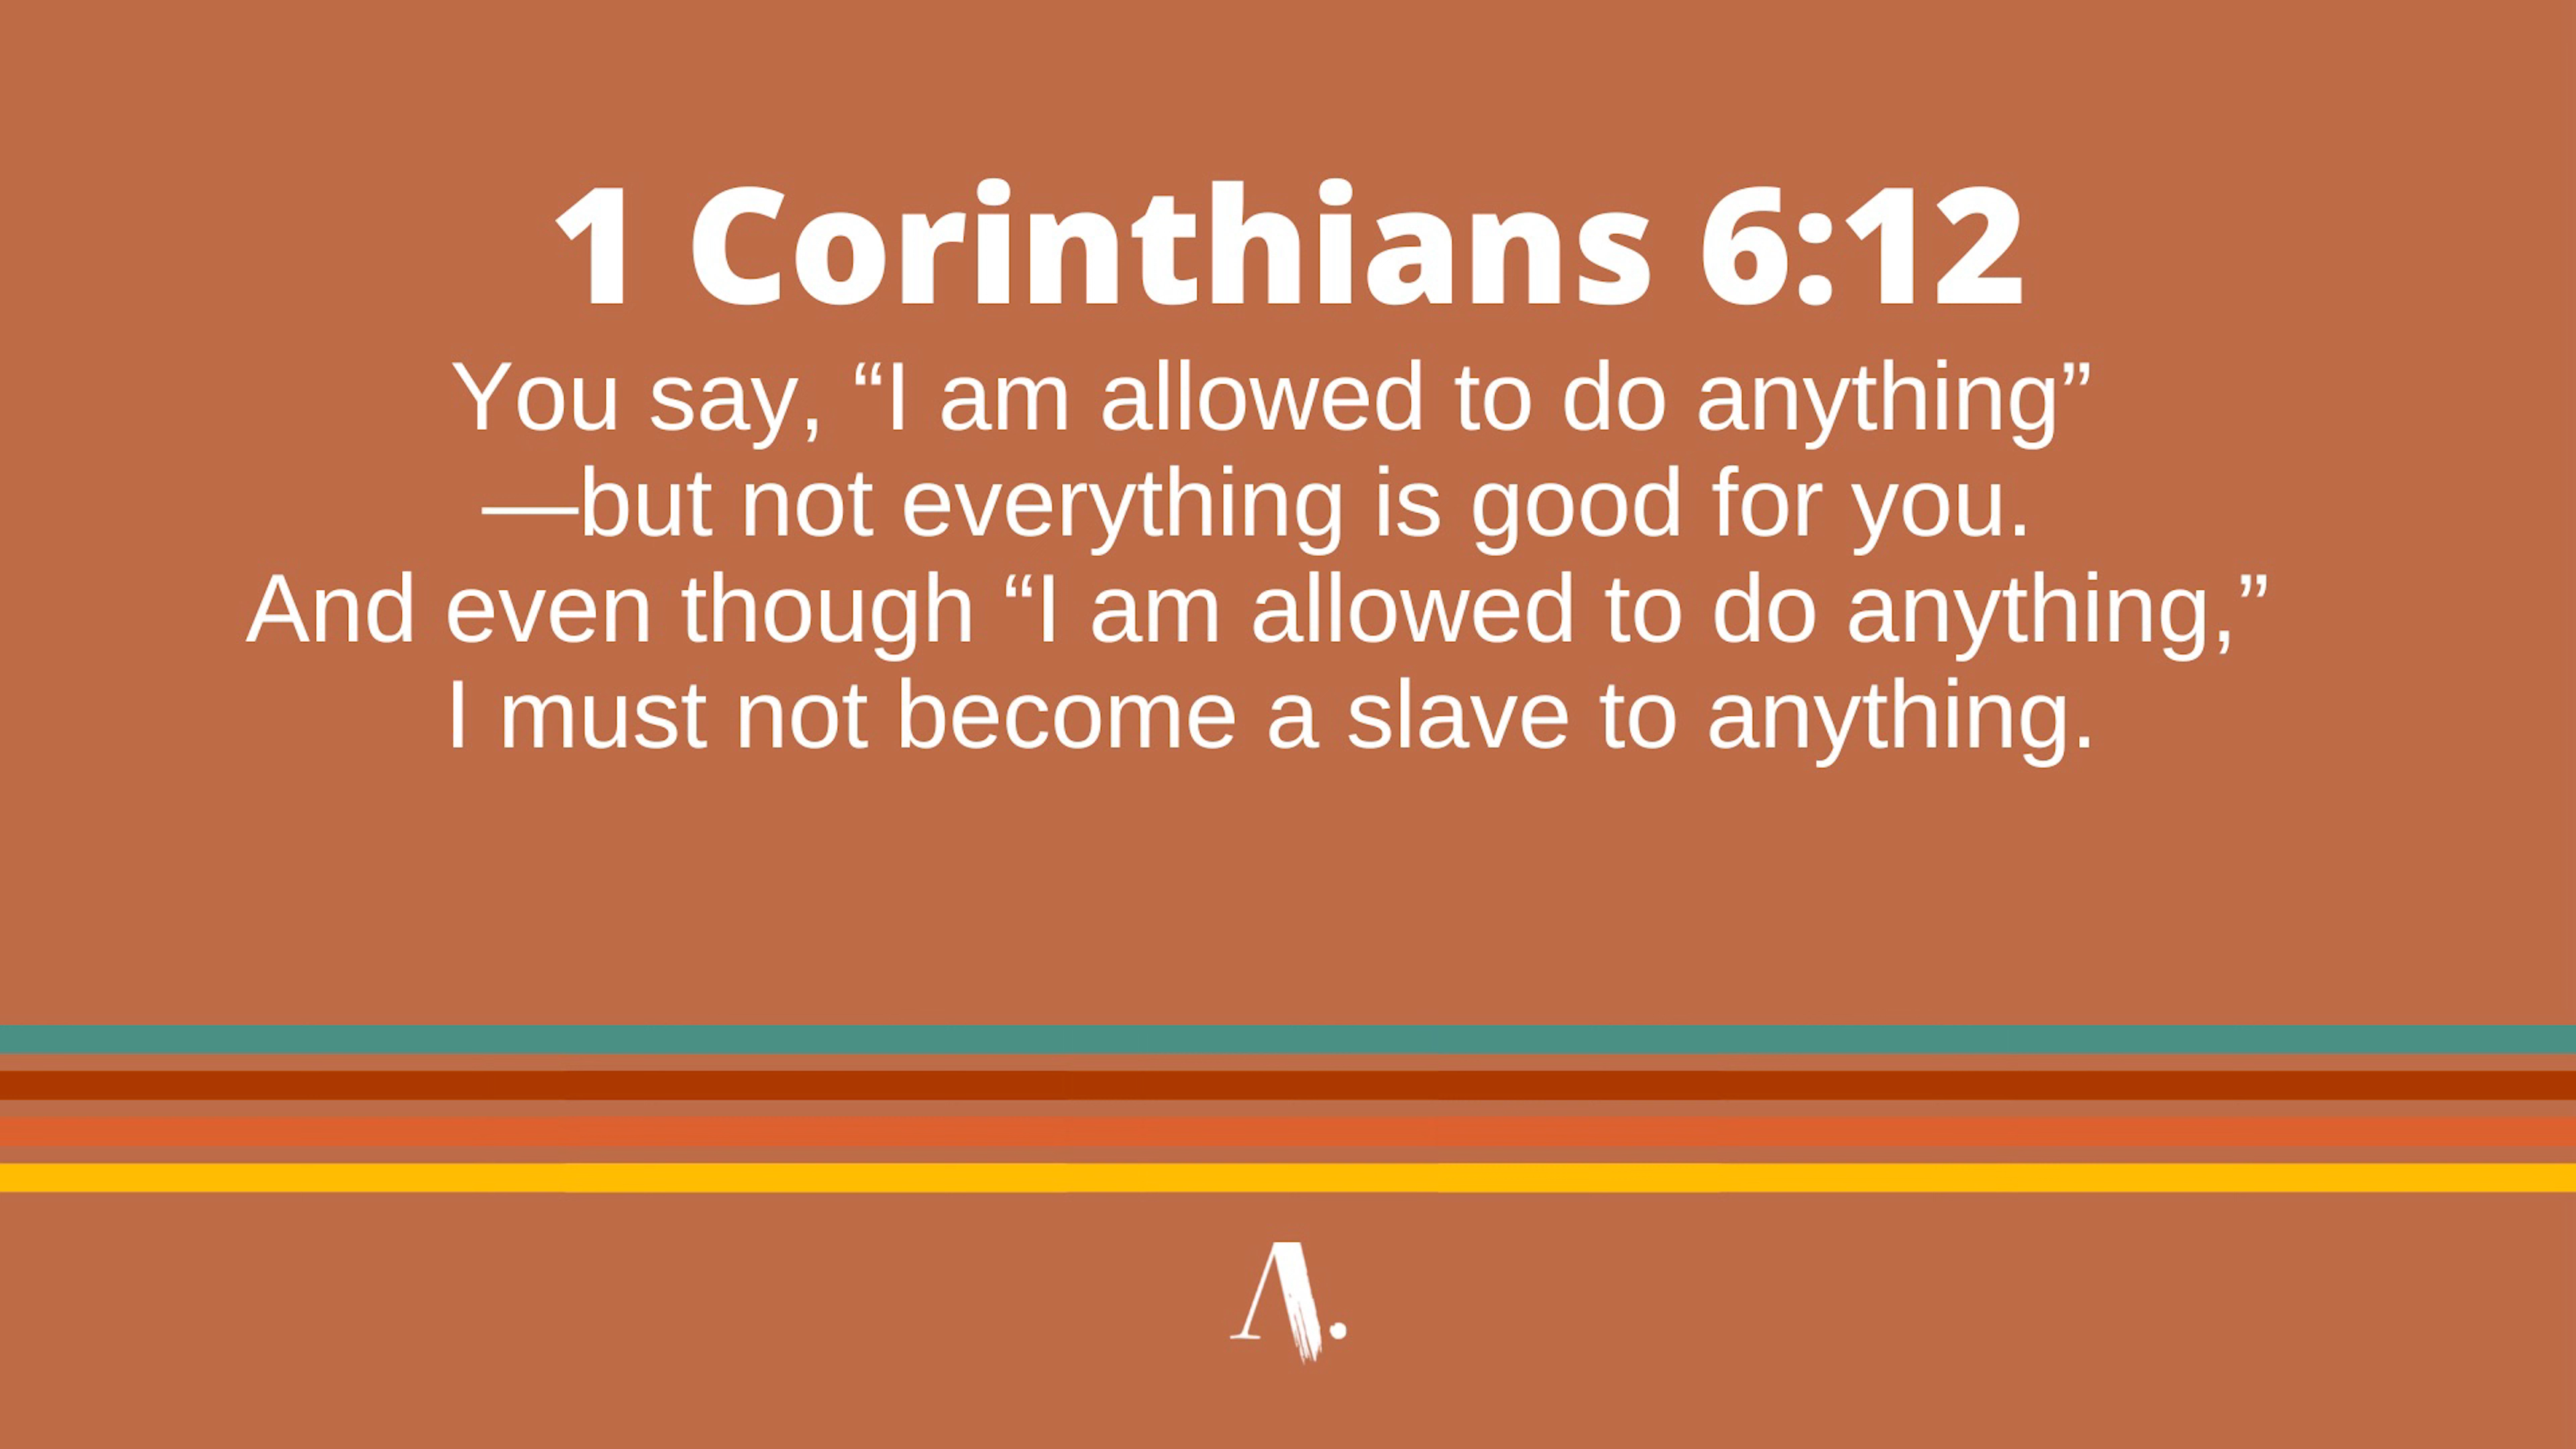 1 Corinthians 6:12
You say, “I am allowed to do anything”
—but not everything is good for you.
And even though “I am allowed to do anything,”
I must not become a slave to anything.
A.